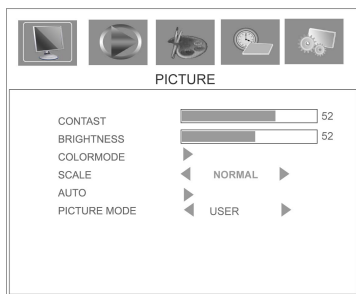 PICTURE
CONTAST 52
BRIGHTNESS 52
COLORMODE
SCALE NORMAL
AUTO
PICTURE MODE USER